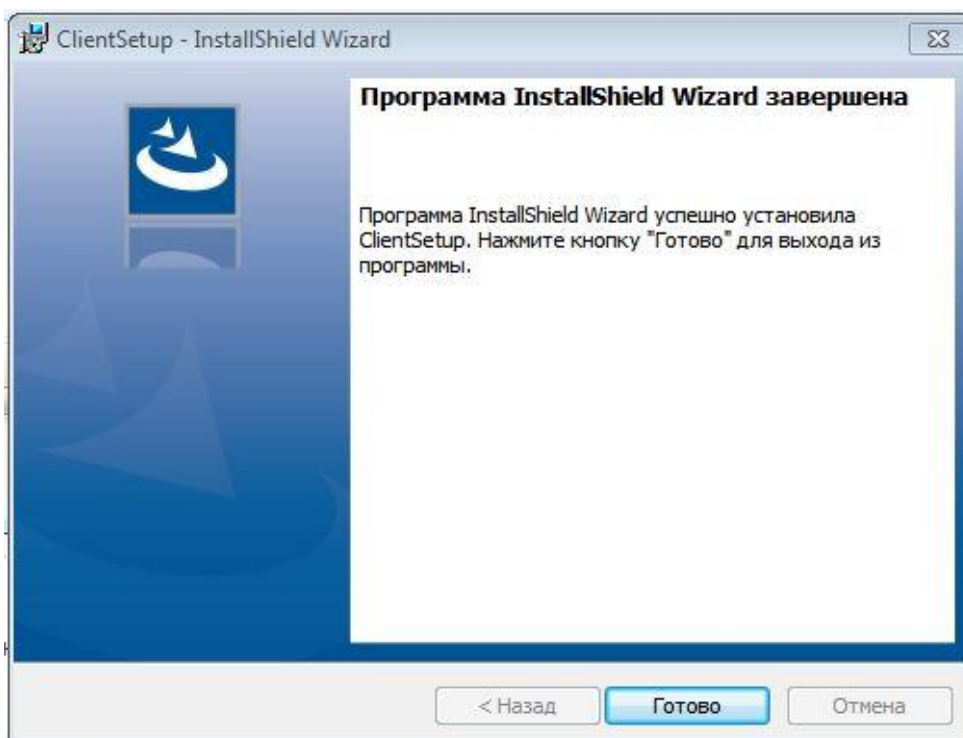 ClientSetup - InstallShield Wizard
Программа InstallShield Wizard завершена
Программа InstallShield Wizard успешно установила
ClientSetup. Нажмите кнопку "Готово" для выхода из
программы.
< Назад
Готово
Отмена